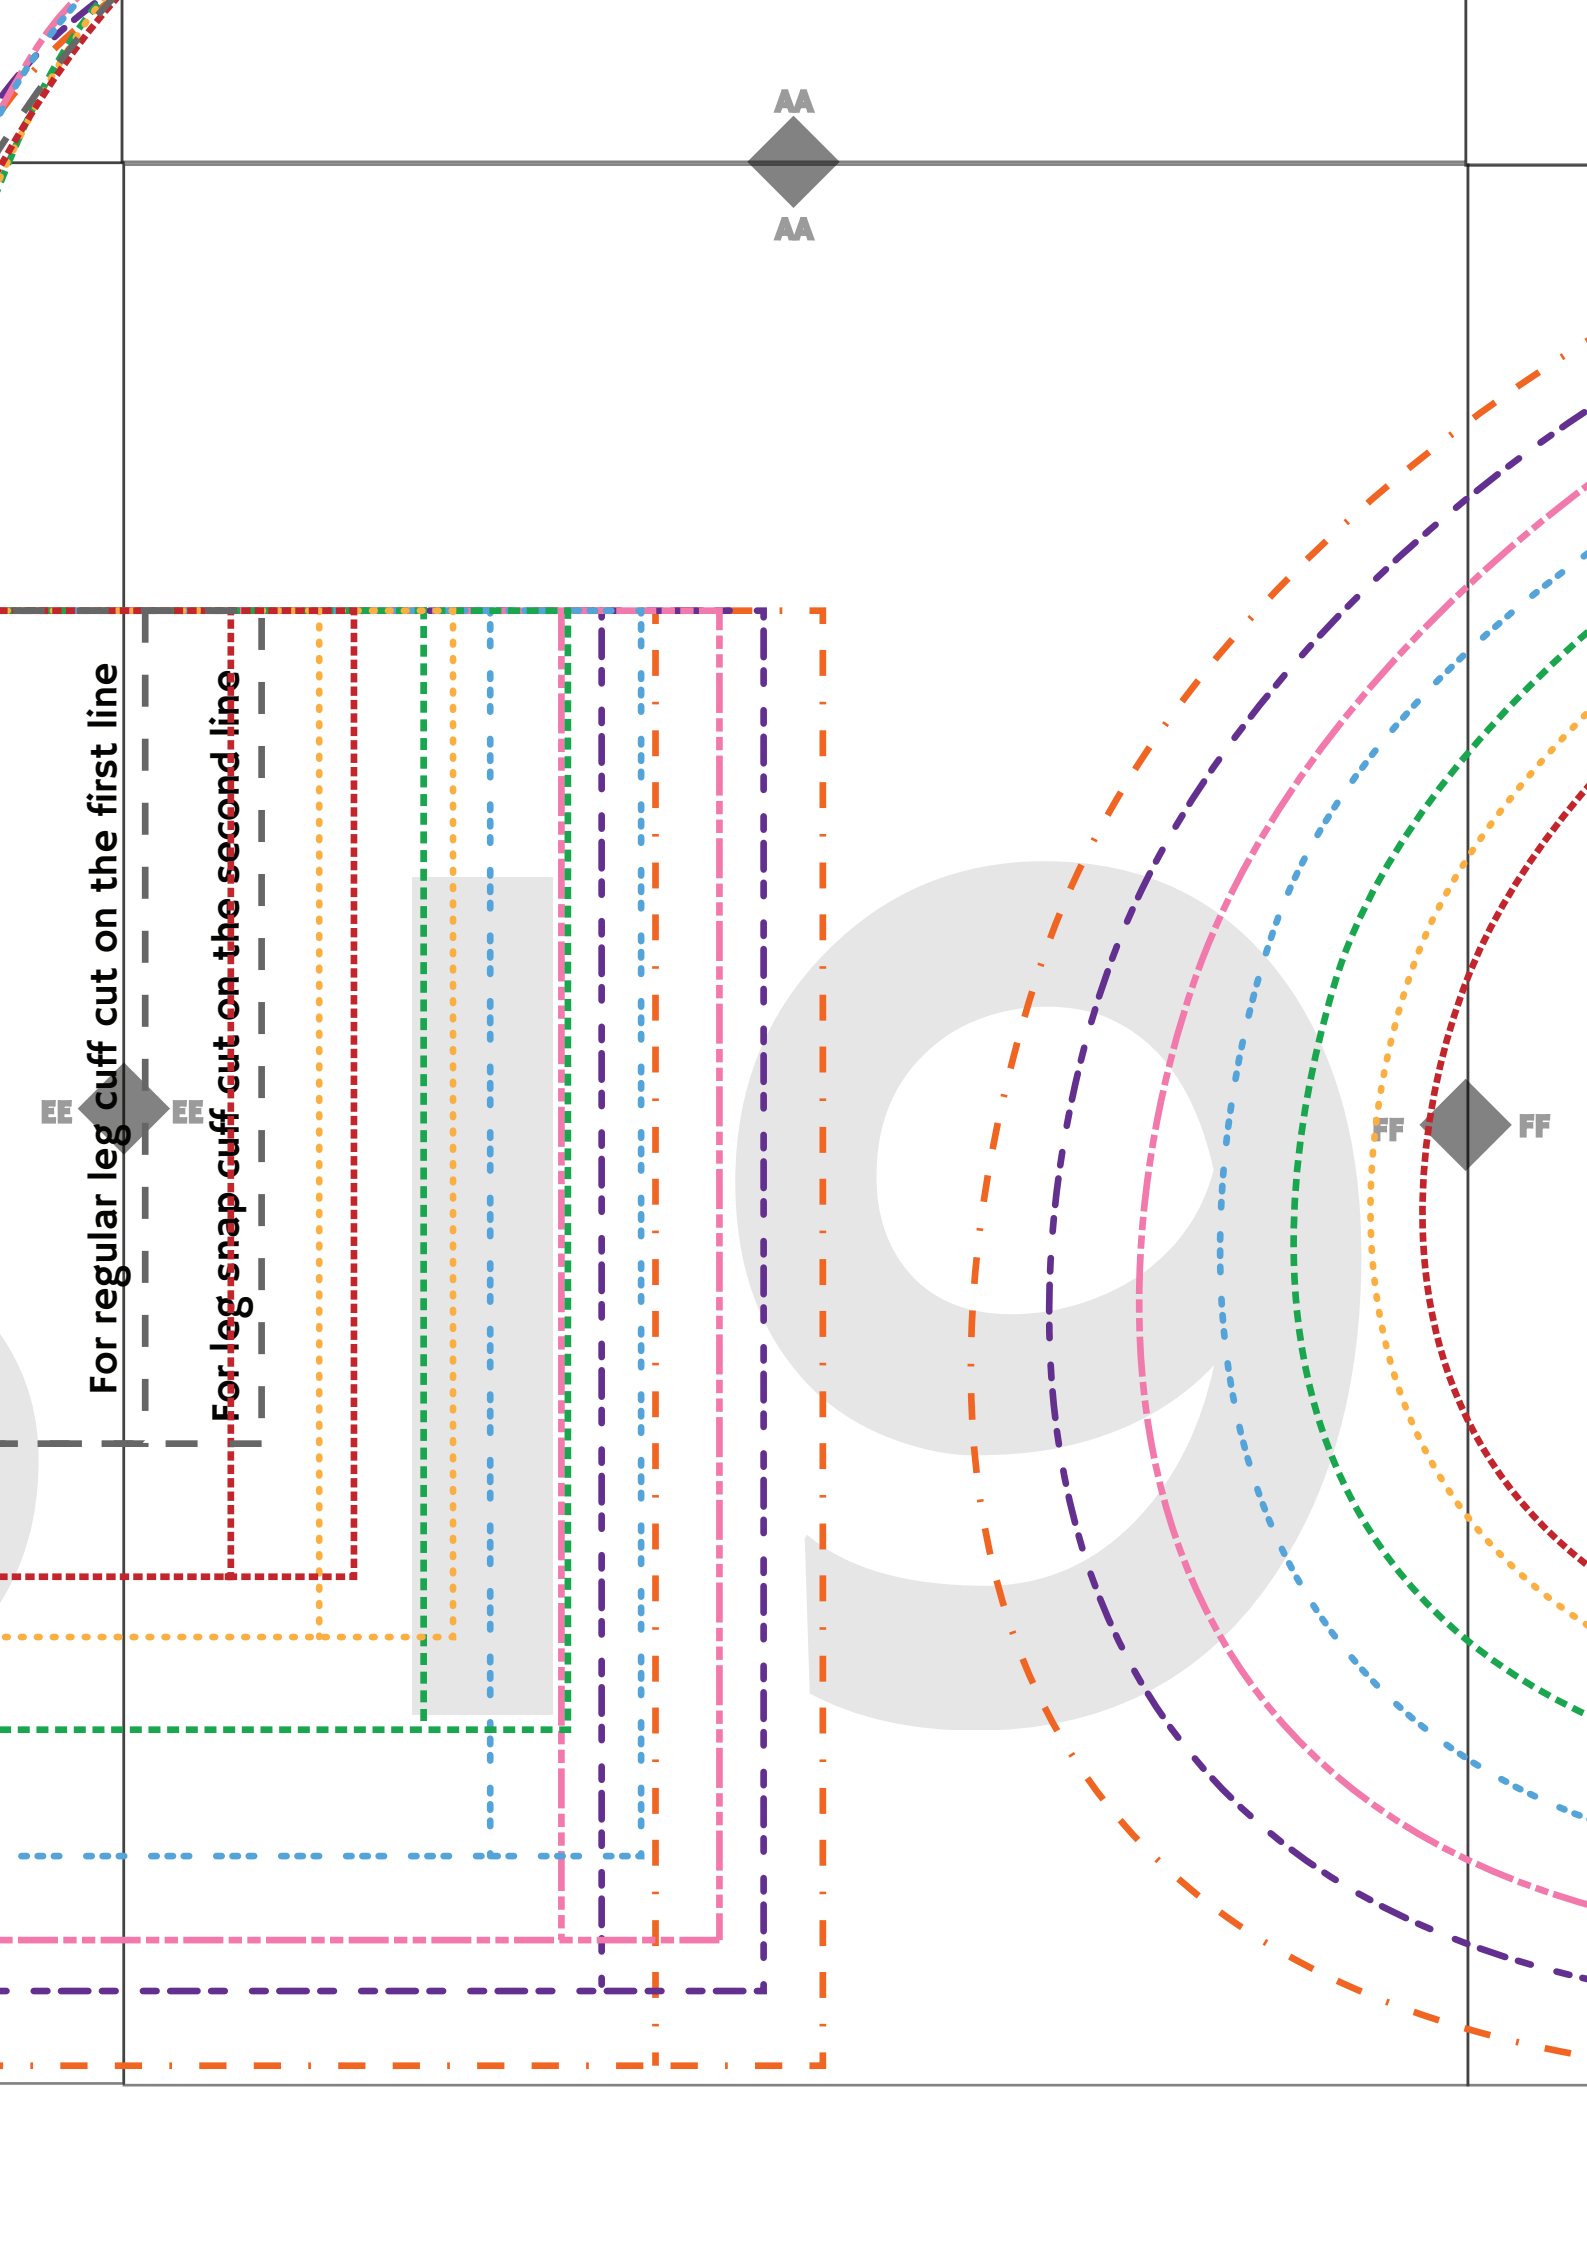 AA
AA
For regular leg cuff cut on the first line
For leg snap cuff cut on the second line
EE
EE
FF
FF
19